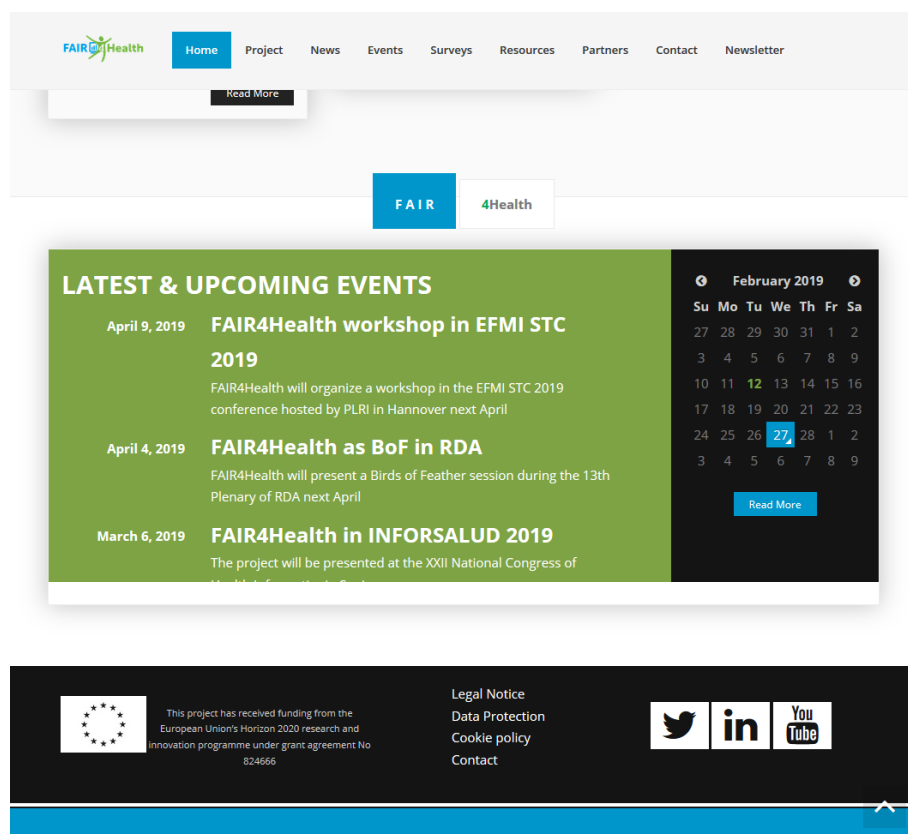 FAIR4Health
Home Project News Events Surveys Resources Partners Contact Newsletter
Read More
FAIR 4Health
LATEST & UPCOMING EVENTS
April 9, 2019 FAIR4Health workshop in EFMI STC
2019
FAIR4Health will organize a workshop in the EFMI STC 2019
conference hosted by PLRI in Hannover next April
April 4, 2019 FAIR4Health as BoF in RDA
FAIR4Health will present a Birds of Feather session during the 13th
Plenary of RDA next April
March 6, 2019 FAIR4Health in INFORSALUD 2019
The project will be presented at the XXII National Congress of
February 2019
Su Mo Tu We Th Fr Sa
27 28 29 30 31 1 2
3 4 5 6 7 8 9
10 11 12 13 14 15 16
17 18 19 20 21 22 23
24 25 26 27 28 1 2
3 4 5 6 7 8 9
Read More
This project has received funding from the
European Union's Horizon 2020 research and
innovation programme under grant agreement No
824666
Legal Notice
Data Protection
Cookie policy
Contact
in
You
Tube